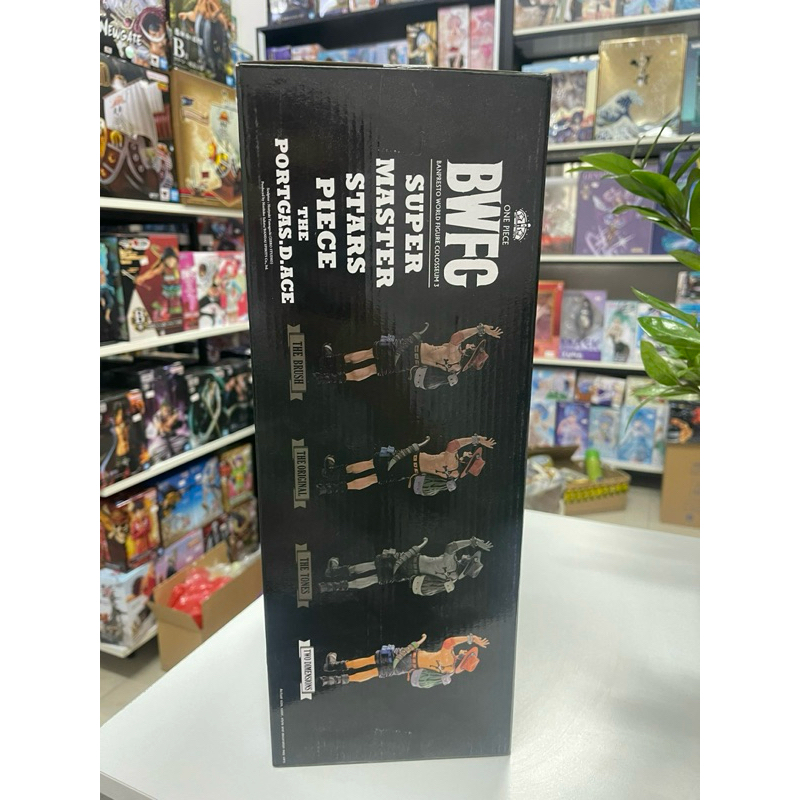 ONE PIECE
BWFC
BANPRESTO WORLD FIGURE COLOSSEUM 3
SUPER
MASTER
STARS
PIECE
THE
PORTGAS.D.ACE
THE BRUSH
THE ORIGINAL
THE TONES
TWO DIMENSIONS
NEWGATE
B